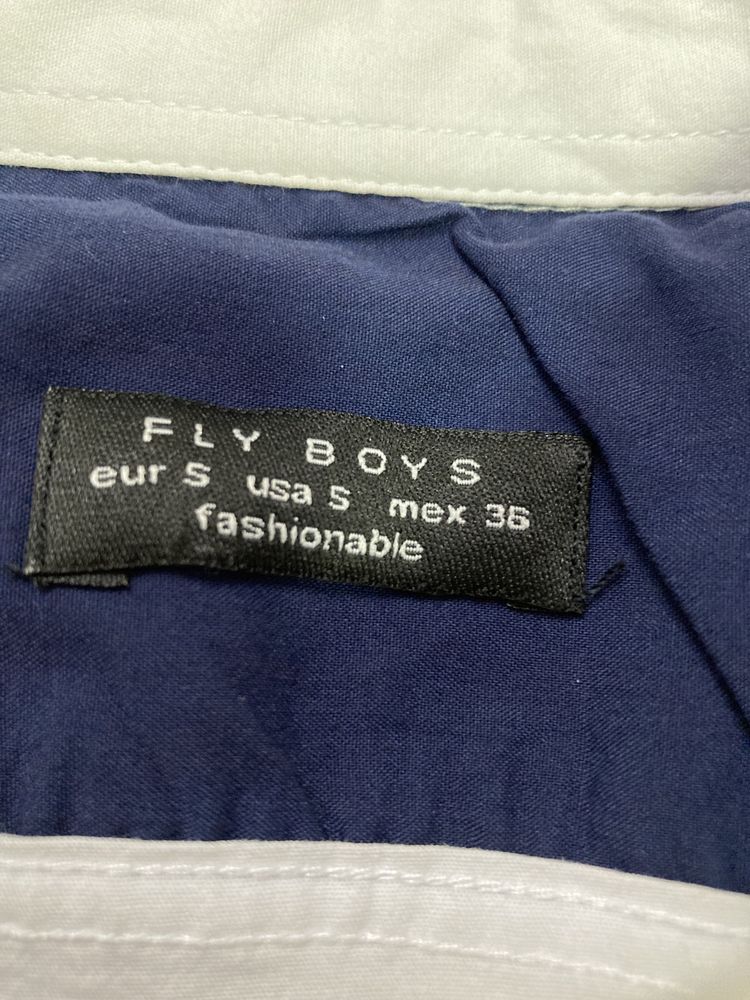 FLY BOYS
eur S usa S mex 36
fashionable